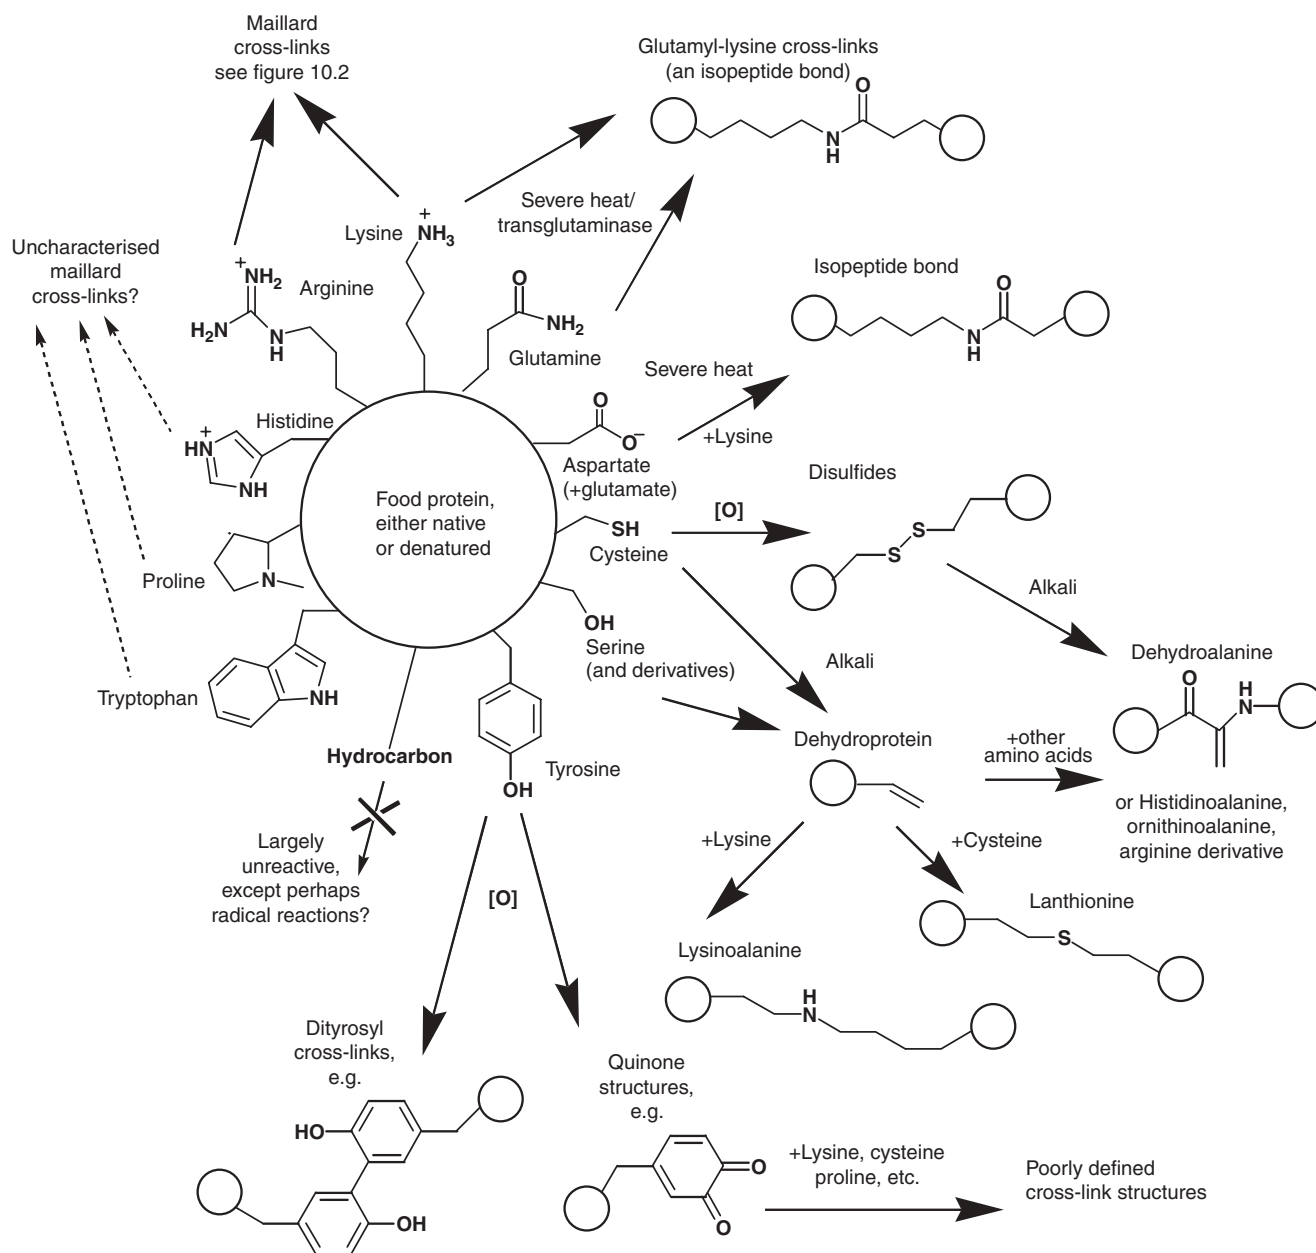 Maillard
cross-links
see figure 10.2
Glutamyl-lysine cross-links
(an isopeptide bond)
O
N
H
Severe heat/
transglutaminase
Lysine
+
NH3
Uncharacterised
maillard
cross-links?
+
NH2
Arginine
H2N
N
H
O
NH2
Glutamine
Isopeptide bond
O
N
H
Severe heat
+Lysine
Histidine
+
HN
NH
O
O−
Aspartate
(+glutamate)
Food protein,
either native
or denatured
SH
Cysteine
[O]
Disulfides
S
S
Alkali
Proline
N
OH
Serine
(and derivatives)
Alkali
Dehydroalanine
O
H
N
Tryptophan
NH
Hydrocarbon
Tyrosine
OH
Dehydroprotein
+other
amino acids
or Histidinoalanine,
ornithinoalanine,
arginine derivative
Largely
unreactive,
except perhaps
radical reactions?
[O]
+Lysine
+Cysteine
Lanthionine
S
Lysinoalanine
H
N
Dityrosyl
cross-links,
e.g.
HO
OH
Quinone
structures,
e.g.
O
O
+Lysine, cysteine
proline, etc.
Poorly defined
cross-link structures